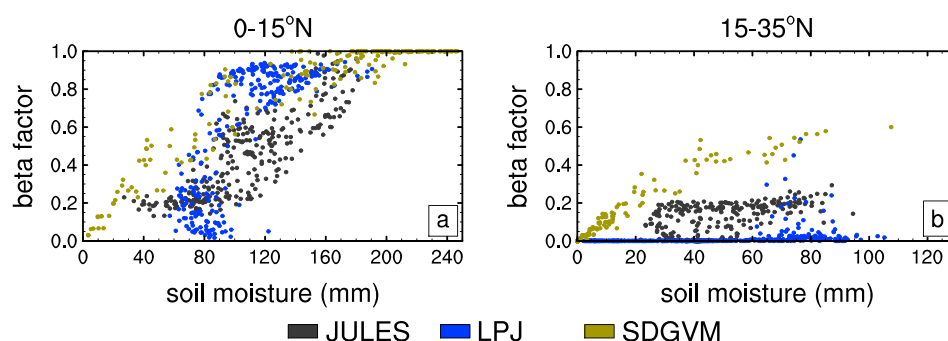 0-15°N
1.0
0.8
0.6
0.4
0.2
0.0
beta factor
a
0 40 80 120 160 200 240
soil moisture (mm)
15-35°N
1.0
0.8
0.6
0.4
0.2
0.0
beta factor
b
0 20 40 60 80 100 120
soil moisture (mm)
JULES LPJ SDGVM